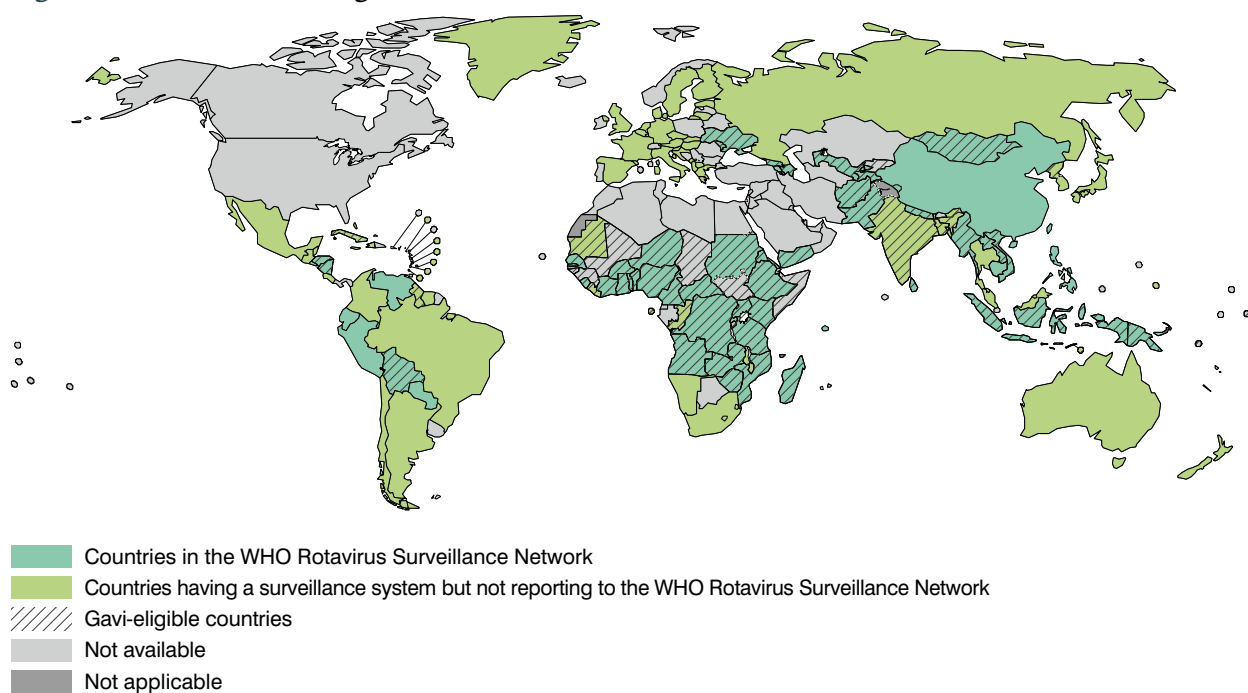 Countries in the WHO Rotavirus Surveillance Network
Countries having a surveillance system but not reporting to the WHO Rotavirus Surveillance Network
Gavi-eligible countries
Not available
Not applicable